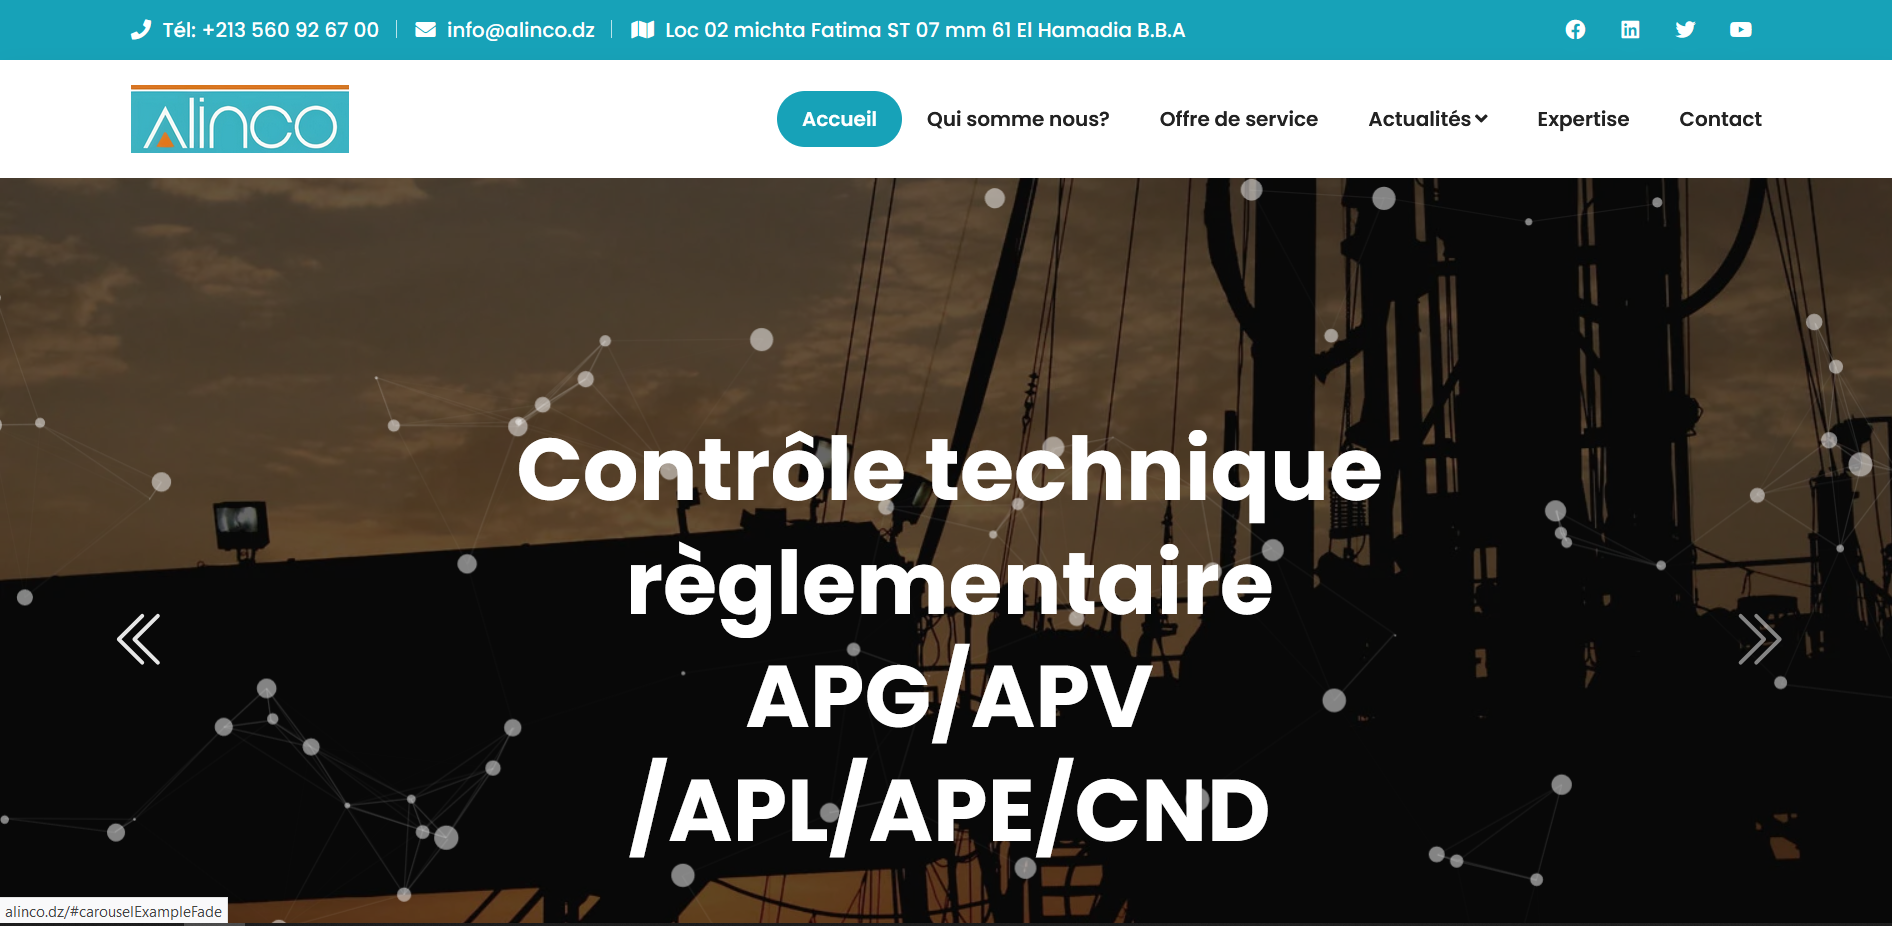 Tél: +213 560 92 67 00 info@alinco.dz Loc 02 michta Fatima ST 07 mm 61 El Hamadia B.B.A
Alinco
Accueil Qui somme nous? Offre de service Actualités Expertise Contact
Contrôle technique
règlementaire
APG/APV
/APL/APE/CND
alinco.dz/#carouselExampleFade